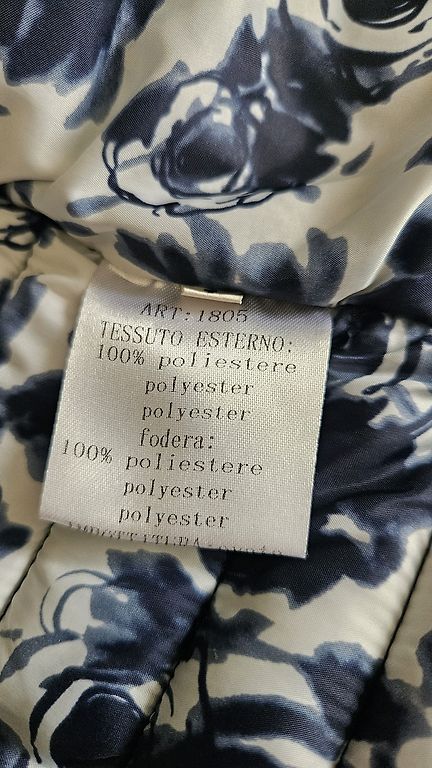 ART:1805
TESSUTO ESTERNO:
100% poliestere
polyester
polyester
fodera:
100% poliestere
polyester
polyester